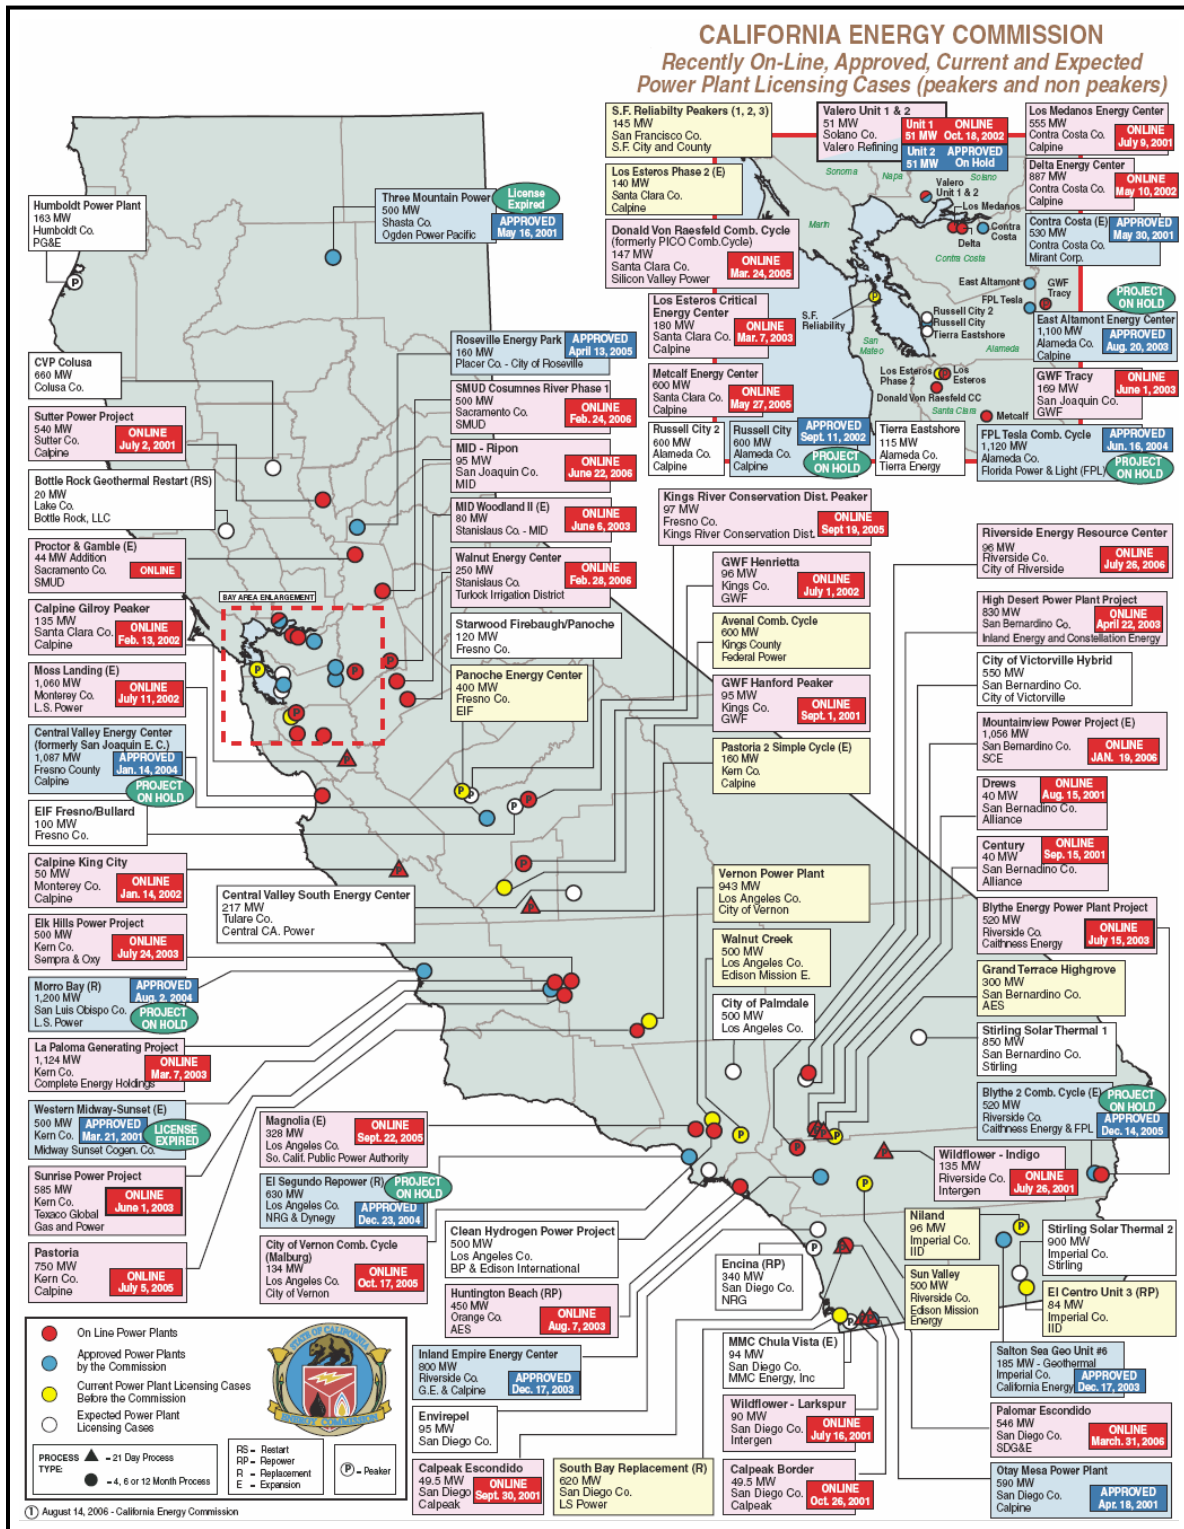 CALIFORNIA ENERGY COMMISSION
Recently On-Line, Approved, Current and Expected
Power Plant Licensing Cases (peakers and non peakers)
S.F. Reliabilty Peakers (1, 2, 3)
145 MW
San Francisco Co.
S.F. City and County
Valero Unit 1 & 2
51 MW
Solano Co.
Valero Refining
Unit 1 ONLINE
51 MW Oct. 18, 2002
Unit 2 APPROVED
51 MW On Hold
Los Medanos Energy Center
555 MW
Contra Costa Co.
Calpine
ONLINE
July 9, 2001
Los Esteros Phase 2 (E)
140 MW
Santa Clara Co.
Calpine
Delta Energy Center
887 MW
Contra Costa Co.
Calpine
ONLINE
May 10, 2002
Donald Von Raesfeld Comb. Cycle
(formerly PICO Comb.Cycle)
147 MW
Santa Clara Co.
Silicon Valley Power
ONLINE
Mar. 24, 2005
Contra Costa (E)
530 MW
Contra Costa Co.
Mirant Corp.
APPROVED
May 30, 2001
Los Esteros Critical
Energy Center
180 MW
Santa Clara Co.
Calpine
ONLINE
Mar. 7, 2003
East Altamont Energy Center
1,100 MW
Alameda Co.
Calpine
APPROVED
Aug. 20, 2003
PROJECT
ON HOLD
Metcalf Energy Center
600 MW
Santa Clara Co.
Calpine
ONLINE
May 27, 2005
GWF Tracy
169 MW
San Joaquin Co.
GWF
ONLINE
June 1, 2003
Russell City 2
600 MW
Alameda Co.
Calpine
Russell City
600 MW
Alameda Co.
Calpine
APPROVED
Sept. 11, 2002
PROJECT
ON HOLD
Tierra Eastshore
115 MW
Alameda Co.
Tierra Energy
FPL Tesla Comb. Cycle
1,120 MW
Alameda Co.
Florida Power & Light (FPL)
APPROVED
Jun. 16, 2004
PROJECT
ON HOLD
Sonoma
Napa
Solano
Marin
Contra Costa
San
Mateo
Alameda
Santa Clara
Valero
Unit 1 & 2
Los Medanos
Delta
Contra
Costa
East Altamont
GWF
Tracy
FPL Tesla
S.F.
Reliability
Russell City 2
Russell City
Tierra Eastshore
Los Esteros
Phase 2
Los
Esteros
Donald Von Raesfeld CC
Metcalf
Humboldt Power Plant
163 MW
Humboldt Co.
PG&E
Three Mountain Power
500 MW
Shasta Co.
Ogden Power Pacific
License
Expired
APPROVED
May 16, 2001
CVP Colusa
660 MW
Colusa Co.
Sutter Power Project
540 MW
Sutter Co.
Calpine
ONLINE
July 2, 2001
Bottle Rock Geothermal Restart (RS)
20 MW
Lake Co.
Bottle Rock, LLC
Proctor & Gamble (E)
44 MW Addition
Sacramento Co.
SMUD
ONLINE
Calpine Gilroy Peaker
135 MW
Santa Clara Co.
Calpine
ONLINE
Feb. 13, 2002
Moss Landing (E)
1,060 MW
Monterey Co.
L.S. Power
ONLINE
July 11, 2002
Central Valley Energy Center
(formerly San Joaquin E. C.)
1,087 MW
Fresno County
Calpine
APPROVED
Jan. 14, 2004
PROJECT
ON HOLD
EIF Fresno/Bullard
100 MW
Fresno Co.
Calpine King City
50 MW
Monterey Co.
Calpine
ONLINE
Jan. 14, 2002
Elk Hills Power Project
500 MW
Kern Co.
Sempra & Oxy
ONLINE
July 24, 2003
Morro Bay (R)
1,200 MW
San Luis Obispo Co.
L.S. Power
APPROVED
Aug. 2, 2004
PROJECT
ON HOLD
La Paloma Generating Project
1,124 MW
Kern Co.
Complete Energy Holdings
ONLINE
Mar. 7, 2003
Western Midway-Sunset (E)
500 MW
Kern Co.
Midway Sunset Cogen. Co.
APPROVED
Mar. 21, 2001
LICENSE
EXPIRED
Sunrise Power Project
585 MW
Kern Co.
Texaco Global
Gas and Power
ONLINE
June 1, 2003
Pastoria
750 MW
Kern Co.
Calpine
ONLINE
July 5, 2005
Roseville Energy Park
160 MW
Placer Co. - City of Roseville
APPROVED
April 13, 2005
SMUD Cosumnes River Phase 1
500 MW
Sacramento Co.
SMUD
ONLINE
Feb. 24, 2006
MID - Ripon
95 MW
San Joaquin Co.
MID
ONLINE
June 22, 2006
MID Woodland II (E)
80 MW
Stanislaus Co. - MID
ONLINE
June 6, 2003
Walnut Energy Center
250 MW
Stanislaus Co.
Turlock Irrigation District
ONLINE
Feb. 28, 2006
Starwood Firebaugh/Panoche
120 MW
Fresno Co.
Panoche Energy Center
400 MW
Fresno Co.
EIF
BAY AREA ENLARGEMENT
Kings River Conservation Dist. Peaker
97 MW
Fresno Co.
Kings River Conservation Dist.
ONLINE
Sept 19, 2005
GWF Henrietta
96 MW
Kings Co.
GWF
ONLINE
July 1, 2002
Avenal Comb. Cycle
600 MW
Kings County
Federal Power
GWF Hanford Peaker
95 MW
Kings Co.
GWF
ONLINE
Sept. 1, 2001
Pastoria 2 Simple Cycle (E)
160 MW
Kern Co.
Calpine
Central Valley South Energy Center
217 MW
Tulare Co.
Central CA. Power
Vernon Power Plant
943 MW
Los Angeles Co.
City of Vernon
Walnut Creek
500 MW
Los Angeles Co.
Edison Mission E.
City of Palmdale
500 MW
Los Angeles Co.
Riverside Energy Resource Center
96 MW
Riverside Co.
City of Riverside
ONLINE
July 26, 2006
High Desert Power Plant Project
830 MW
San Bernardino Co.
Inland Energy and Constellation Energy
ONLINE
April 22, 2003
City of Victorville Hybrid
550 MW
San Bernardino Co.
City of Victorville
Mountainview Power Project (E)
1,056 MW
San Bernardino Co.
SCE
ONLINE
JAN. 19, 2006
Drews
40 MW
San Bernadino Co.
Alliance
ONLINE
Aug. 15, 2001
Century
40 MW
San Bernadino Co.
Alliance
ONLINE
Sep. 15, 2001
Blythe Energy Power Plant Project
520 MW
Riverside Co.
Caithness Energy
ONLINE
July 15, 2003
Grand Terrace Highgrove
300 MW
San Bernardino Co.
AES
Stirling Solar Thermal 1
850 MW
San Bernardino Co.
Stirling
Blythe 2 Comb. Cycle (E)
520 MW
Riverside Co.
Caithness Energy & FPL
PROJECT
ON HOLD
APPROVED
Dec. 14, 2005
Wildflower - Indigo
135 MW
Riverside Co.
Intergen
ONLINE
July 26, 2001
Niland
96 MW
Imperial Co.
IID
Stirling Solar Thermal 2
900 MW
Imperial Co.
Stirling
Sun Valley
500 MW
Riverside Co.
Edison Mission
Energy
El Centro Unit 3 (RP)
84 MW
Imperial Co.
IID
Salton Sea Geo Unit #6
185 MW - Geothermal
Imperial Co.
California Energy
APPROVED
Dec. 17, 2003
Palomar Escondido
546 MW
San Diego Co.
SDG&E
ONLINE
March. 31, 2006
Otay Mesa Power Plant
590 MW
San Diego Co.
Calpine
APPROVED
Apr. 18, 2001
Magnolia (E)
328 MW
Los Angeles Co.
So. Calif. Public Power Authority
ONLINE
Sept. 22, 2005
El Segundo Repower (R)
630 MW
Los Angeles Co.
NRG & Dynegy
PROJECT
ON HOLD
APPROVED
Dec. 23, 2004
City of Vernon Comb. Cycle
(Malburg)
134 MW
Los Angeles Co.
City of Vernon
ONLINE
Oct. 17, 2005
Clean Hydrogen Power Project
500 MW
Los Angeles Co.
BP & Edison International
Huntington Beach (RP)
450 MW
Orange Co.
AES
ONLINE
Aug. 7, 2003
Inland Empire Energy Center
800 MW
Riverside Co.
G.E. & Calpine
APPROVED
Dec. 17, 2003
Envirepel
95 MW
San Diego Co.
Calpeak Escondido
49.5 MW
San Diego
Calpeak
ONLINE
Sept. 30, 2001
South Bay Replacement (R)
620 MW
San Diego Co.
LS Power
Encina (RP)
340 MW
San Diego Co.
NRG
MMC Chula Vista (E)
94 MW
San Diego Co.
MMC Energy, Inc
Wildflower - Larkspur
90 MW
San Diego Co.
Intergen
ONLINE
July 16, 2001
Calpeak Border
49.5 MW
San Diego Co.
Calpeak
ONLINE
Oct. 26, 2001
On Line Power Plants
Approved Power Plants
by the Commission
Current Power Plant Licensing Cases
Before the Commission
Expected Power Plant
Licensing Cases
STATE OF CALIFORNIA
ENERGY COMMISSION
PROCESS
TYPE:
= 21 Day Process
= 4, 6 or 12 Month Process
RS = Restart
RP = Repower
R = Replacement
E = Expansion
P = Peaker
1 August 14, 2006 - California Energy Commission